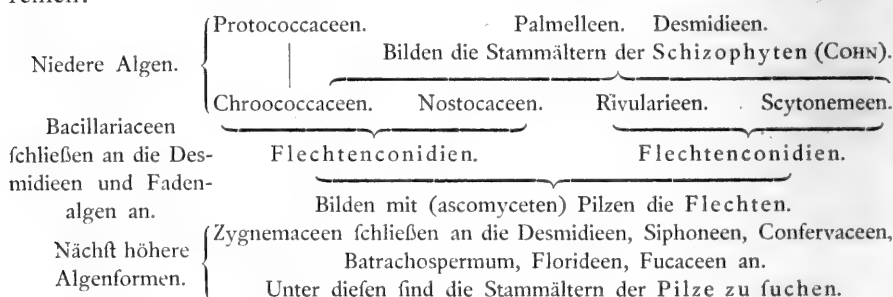 Protococcaceen. Palmelleen. Desmidieen.
Niedere Algen. Bilden die Stammältern der Schizophyten (COHN).
Chroococcaceen. Nostocaceen. Rivularieen. Scytonemeen.
Bacillariaceen
ſchließen an die Des- Flechtenconidien. Flechtenconidien.
midieen und Faden-
algen an. Bilden mit (ascomyceten) Pilzen die Flechten.
Nächſt höhere Zygnemaceen ſchließen an die Desmidieen, Siphoneen, Confervaceen,
Algenformen. Batrachospermum, Florideen, Fucaceen an.
Unter dieſen ſind die Stammältern der Pilze zu ſuchen.